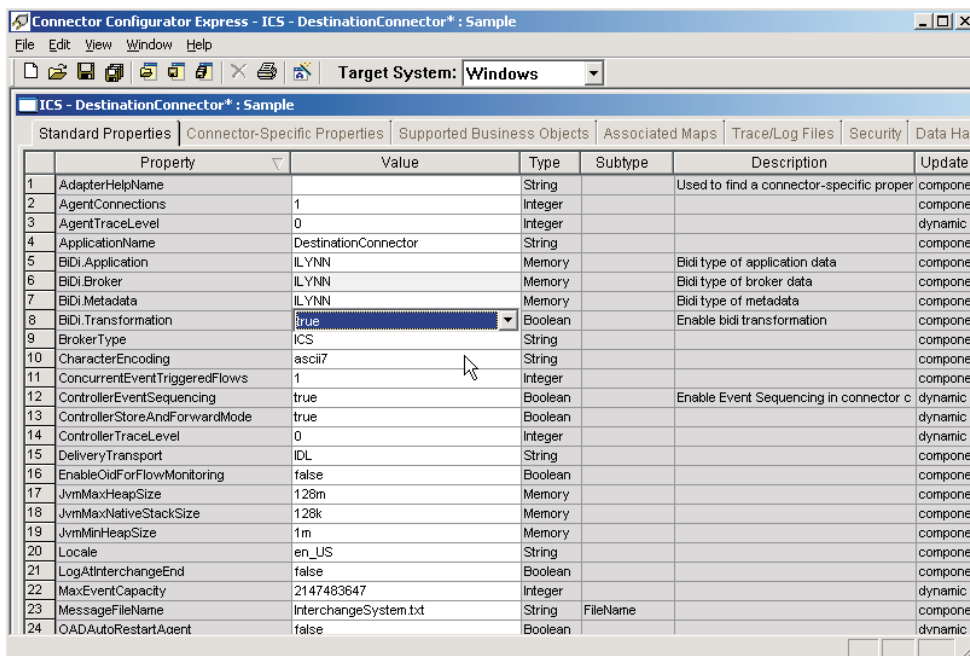 Connector Configurator Express - ICS - DestinationConnector* : Sample
File Edit View Window Help
Target System: Windows
ICS - DestinationConnector* : Sample
Standard Properties Connector-Specific Properties Supported Business Objects Associated Maps Trace/Log Files Security Data Ha
Property Value Type Subtype Description Update
1 AdapterHelpName String Used to find a connector-specific proper compone
2 AgentConnections 1 Integer compone
3 AgentTraceLevel 0 Integer dynamic
4 ApplicationName DestinationConnector String compone
5 BiDi.Application ILYNN Memory Bidi type of application data compone
6 BiDi.Broker ILYNN Memory Bidi type of broker data compone
7 BiDi.Metadata ILYNN Memory Bidi type of metadata compone
8 BiDi.Transformation true Boolean Enable bidi transformation compone
9 BrokerType ICS String compone
10 CharacterEncoding ascii7 String compone
11 ConcurrentEventTriggeredFlows 1 Integer compone
12 ControllerEventSequencing true Boolean Enable Event Sequencing in connector c dynamic
13 ControllerStoreAndForwardMode true Boolean dynamic
14 ControllerTraceLevel 0 Integer dynamic
15 DeliveryTransport IDL String compone
16 EnableOidForFlowMonitoring false Boolean compone
17 JvmMaxHeapSize 128m Memory compone
18 JvmMaxNativeStackSize 128k Memory compone
19 JvmMinHeapSize 1m Memory compone
20 Locale en_US String compone
21 LogAtInterchangeEnd false Boolean compone
22 MaxEventCapacity 2147483647 Integer dynamic
23 MessageFileName InterchangeSystem.txt String FileName compone
24 OADAutoRestartAgent false Boolean dynamic